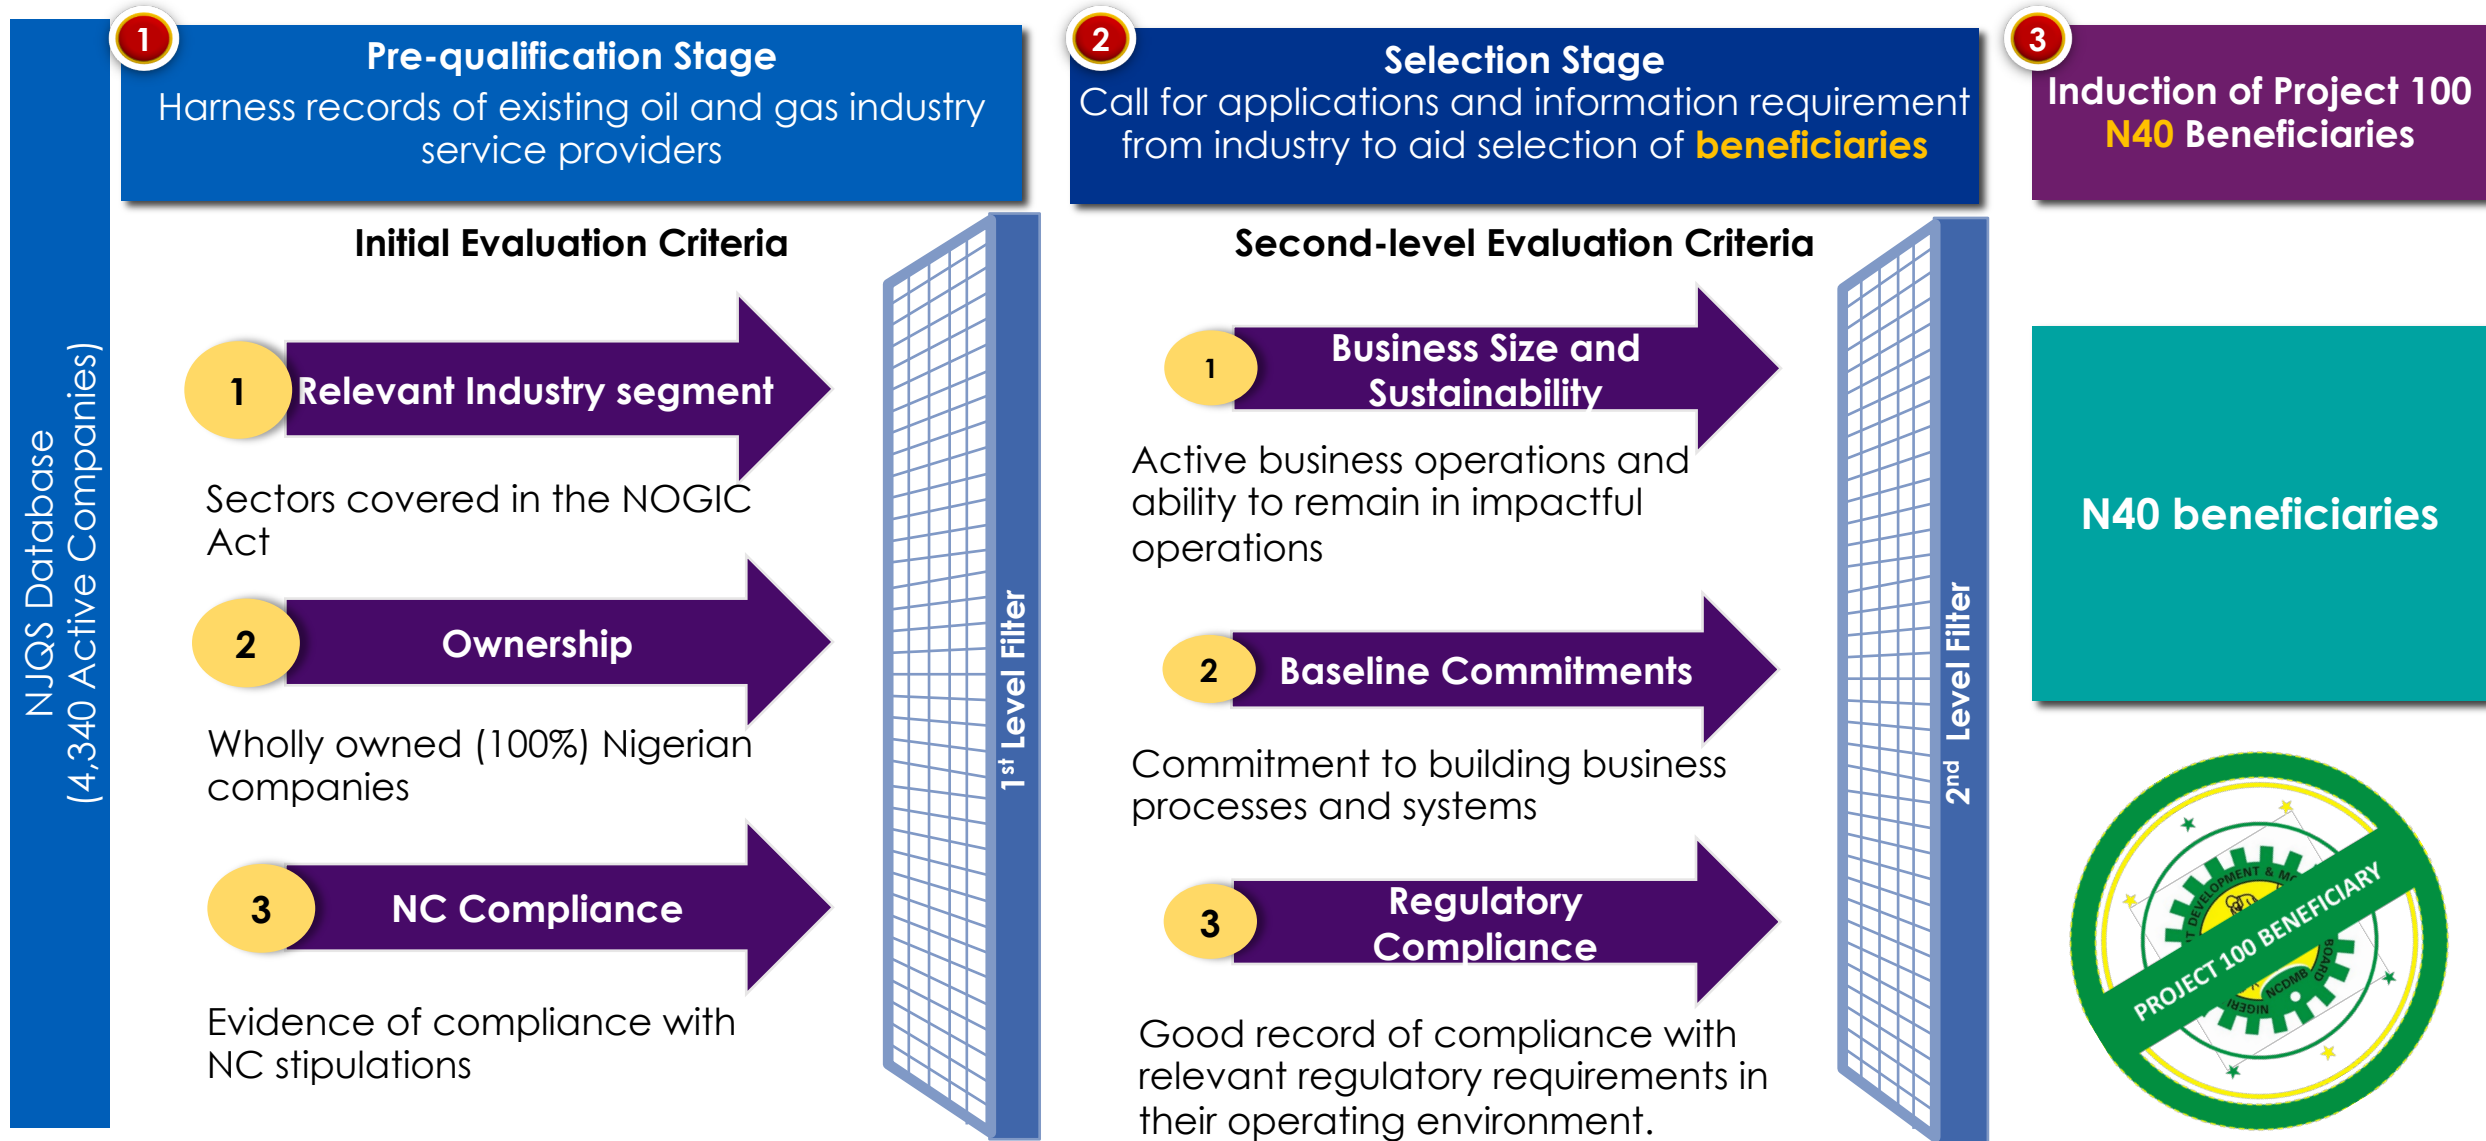 NJQS Database
(4,340 Active Companies)
1
Pre-qualification Stage
Harness records of existing oil and gas industry
service providers
Initial Evaluation Criteria
1
Relevant Industry segment
Sectors covered in the NOGIC
Act
2
Ownership
Wholly owned (100%) Nigerian
companies
3
NC Compliance
Evidence of compliance with
NC stipulations
1st Level Filter
2
Selection Stage
Call for applications and information requirement
from industry to aid selection of beneficiaries
Second-level Evaluation Criteria
1
Business Size and
Sustainability
Active business operations and
ability to remain in impactful
operations
2
Baseline Commitments
Commitment to building business
processes and systems
3
Regulatory
Compliance
Good record of compliance with
relevant regulatory requirements in
their operating environment.
2nd Level Filter
3
Induction of Project 100
N40 Beneficiaries
N40 beneficiaries
PROJECT 100 BENEFICIARY
DEVELOPMENT &
BOARD
NCDMB